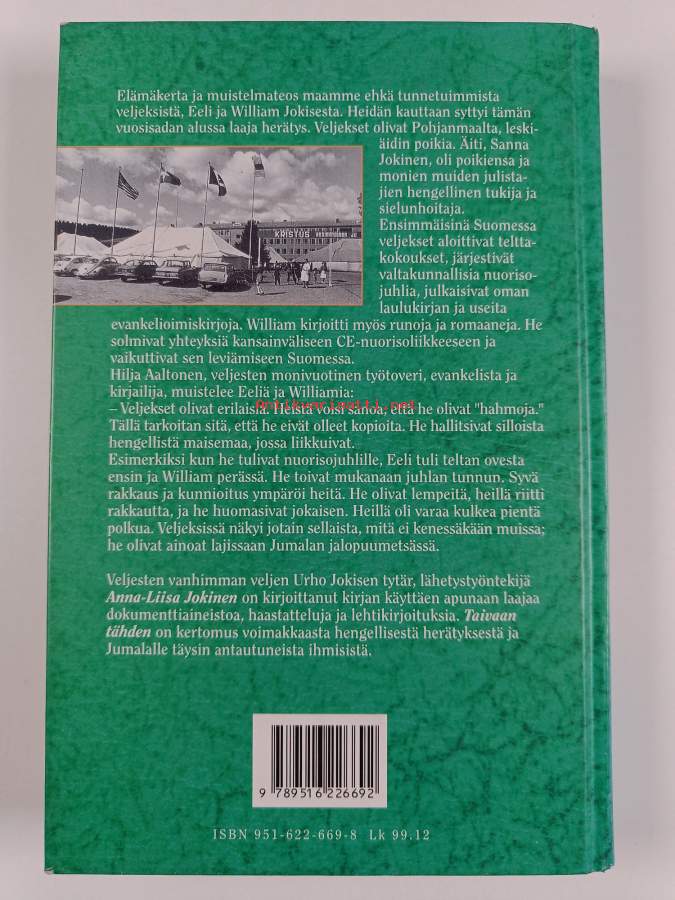 Elämäkerta ja muistelmateos maamme ehkä tunnetuimmista
veljeksistä, Eeli ja William Jokisesta. Heidän kauttaan syttyi tämän
vuosisadan alussa laaja herätys. Veljekset olivat Pohjanmaalta, leski-
äidin poikia. Äiti, Sanna
Jokinen, oli poikiensa ja
monien muiden julista-
jien hengellinen tukija ja
sielunhoitaja.
Ensimmäisinä Suomessa
veljekset aloittivat teltta-
kokoukset, järjestivät
valtakunnallisia nuoriso-
juhlia, julkaisivat oman
laulukirjan ja useita
KRISTUS
evankelioimiskirjoja. William kirjoitti myös runoja ja romaaneja. He
solmivat yhteyksiä kansainväliseen CE-nuorisoliikkeeseen ja
vaikuttivat sen leviämiseen Suomessa.
Hilja Aaltonen, veljesten monivuotinen työtoveri, evankelista ja
kirjailija, muistelee Eeliä ja Williamia:
– Veljekset olivat erilaisia. Heistä voisi sanoa, että he olivat "hahmoja."
Antikvariaatti.net
Tällä tarkoitan sitä, että he eivät olleet kopioita. He hallitsivat silloista
hengellistä maisemaa, jossa liikkuivat.
Esimerkiksi kun he tulivat nuorisojuhlille, Eeli tuli teltan ovesta
ensin ja William perässä. He toivat mukanaan juhlan tunnun. Syvä
rakkaus ja kunnioitus ympäröi heitä. He olivat lempeitä, heillä riitti
rakkautta, ja he huomasivat jokaisen. Heillä oli varaa kulkea pientä
polkua. Veljeksissä näkyi jotain sellaista, mitä ei kenessäkään muissa;
he olivat ainoat lajissaan Jumalan jalopuumetsässä.
Veljesten vanhimman veljen Urho Jokisen tytär, lähetystyöntekijä
Anna-Liisa Jokinen on kirjoittanut kirjan käyttäen apunaan laajaa
dokumenttiaineistoa, haastatteluja ja lehtikirjoituksia. Taivaan
tähden on kertomus voimakkaasta hengellisestä herätyksestä ja
Jumalalle täysin antautuneista ihmisistä.
9 789516 226692
ISBN 951-622-669-8 Lk 99.12